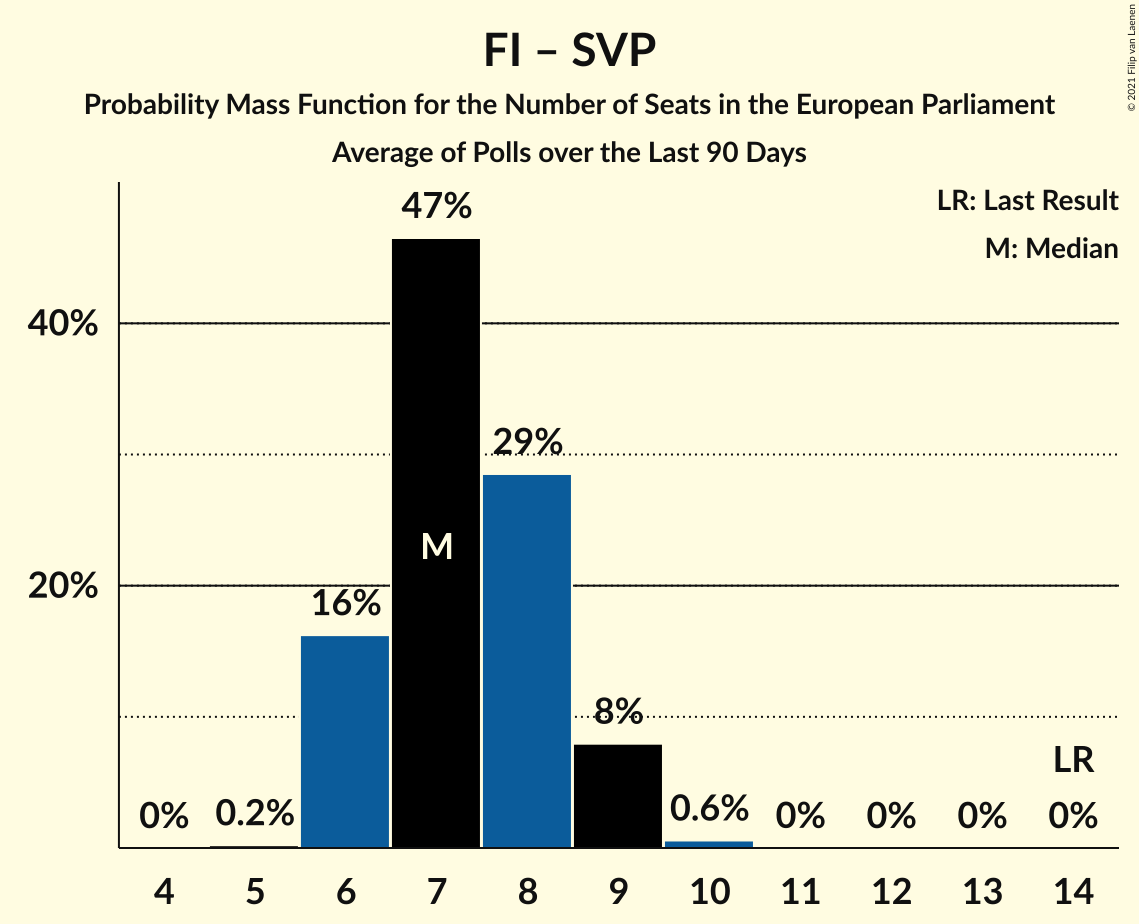 FI – SVP
Probability Mass Function for the Number of Seats in the European Parliament
Average of Polls over the Last 90 Days
© 2021 Filip van Laenen
LR: Last Result
M: Median
47%
40%
29%
M
20%
16%
8%
LR
0% 0.2% 0.6% 0% 0% 0% 0%
4 5 6 7 8 9 10 11 12 13 14